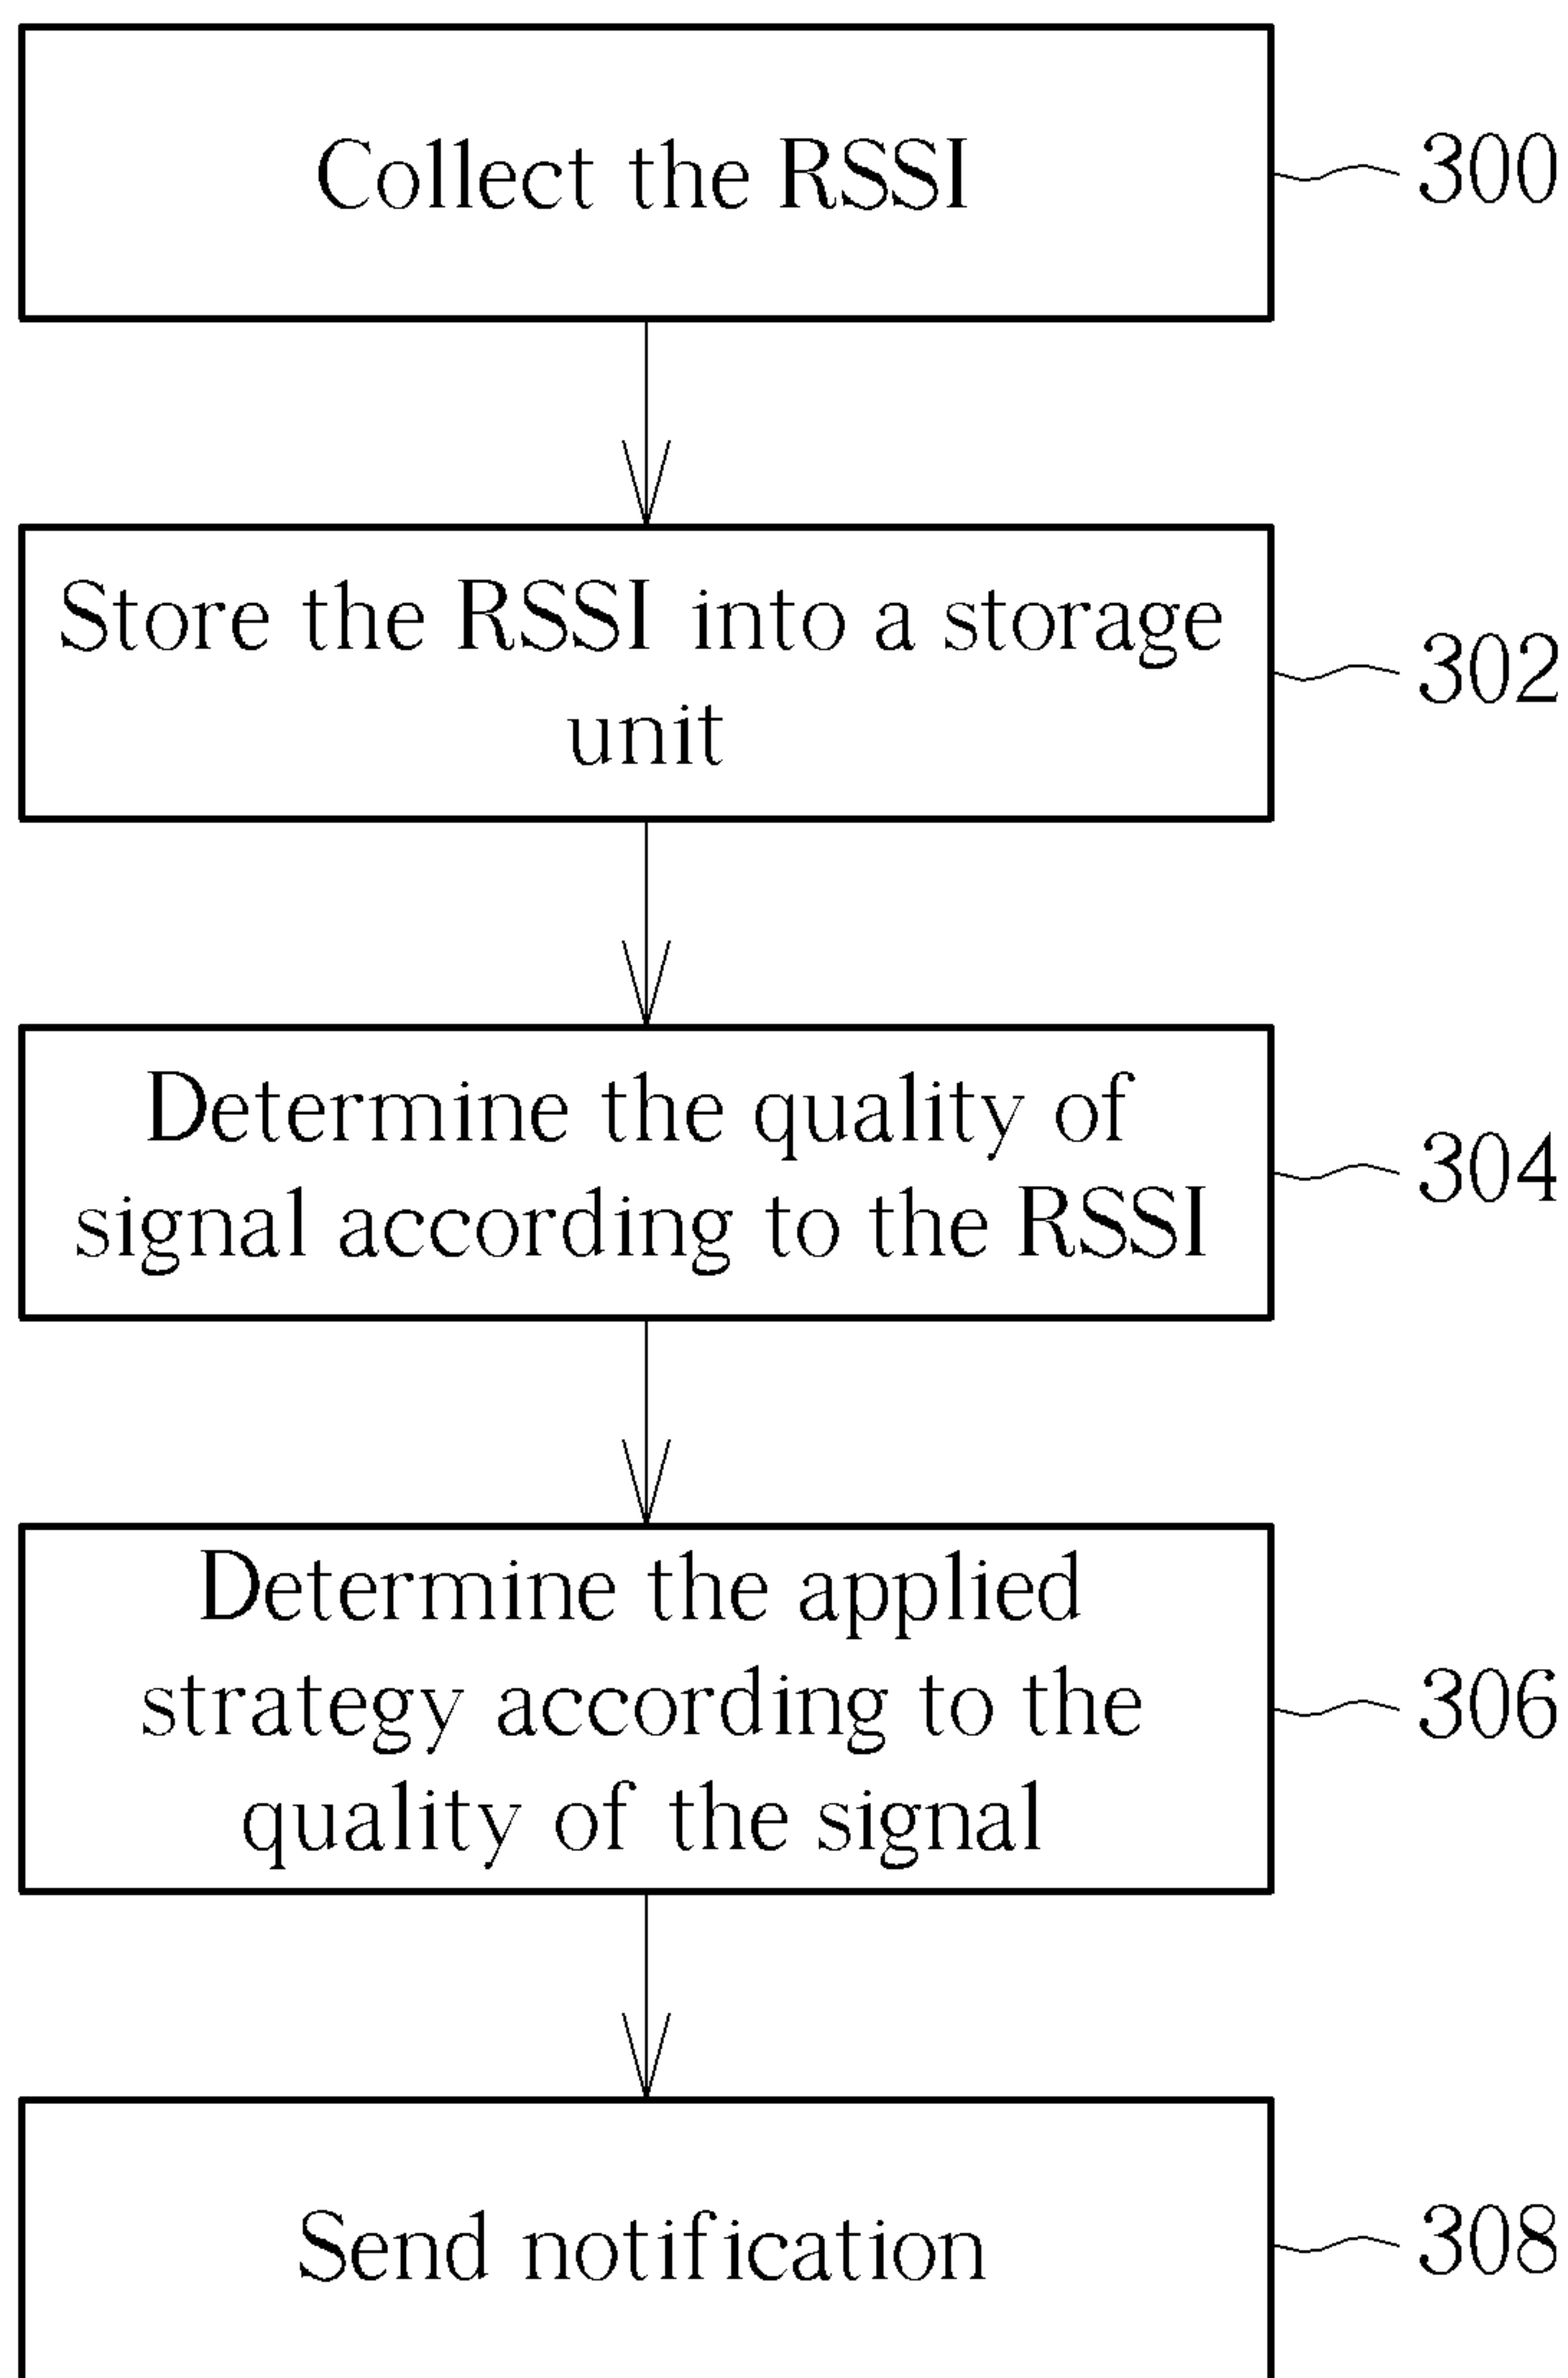 Collect the RSSI
300
Store the RSSI into a storage
unit
302
Determine the quality of
signal according to the RSSI
304
Determine the applied
strategy according to the
quality of the signal
306
Send notification
308